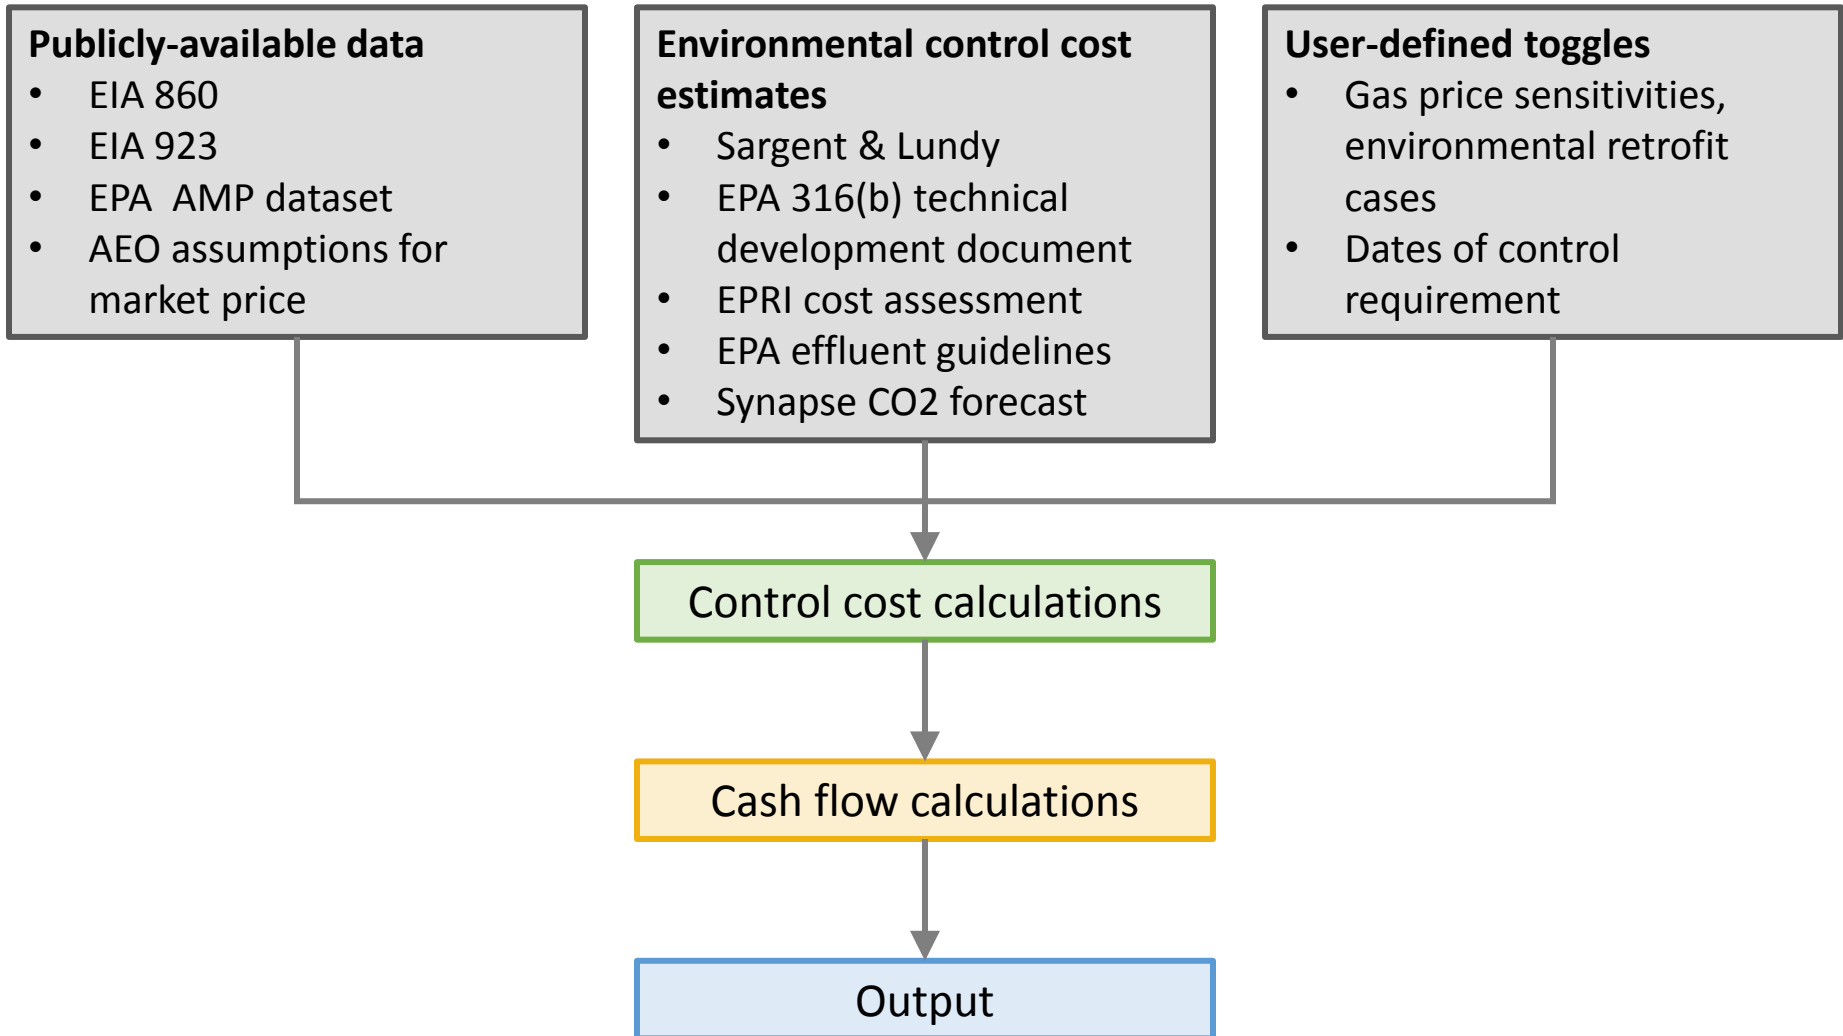 Publicly-available data
• EIA 860
• EIA 923
• EPA  AMP dataset
• AEO assumptions for
market price
Environmental control cost
estimates
• Sargent & Lundy
• EPA 316(b) technical
development document
• EPRI cost assessment
• EPA effluent guidelines
• Synapse CO2 forecast
User-defined toggles
• Gas price sensitivities,
environmental retrofit
cases
• Dates of control
requirement
Control cost calculations
Cash flow calculations
Output